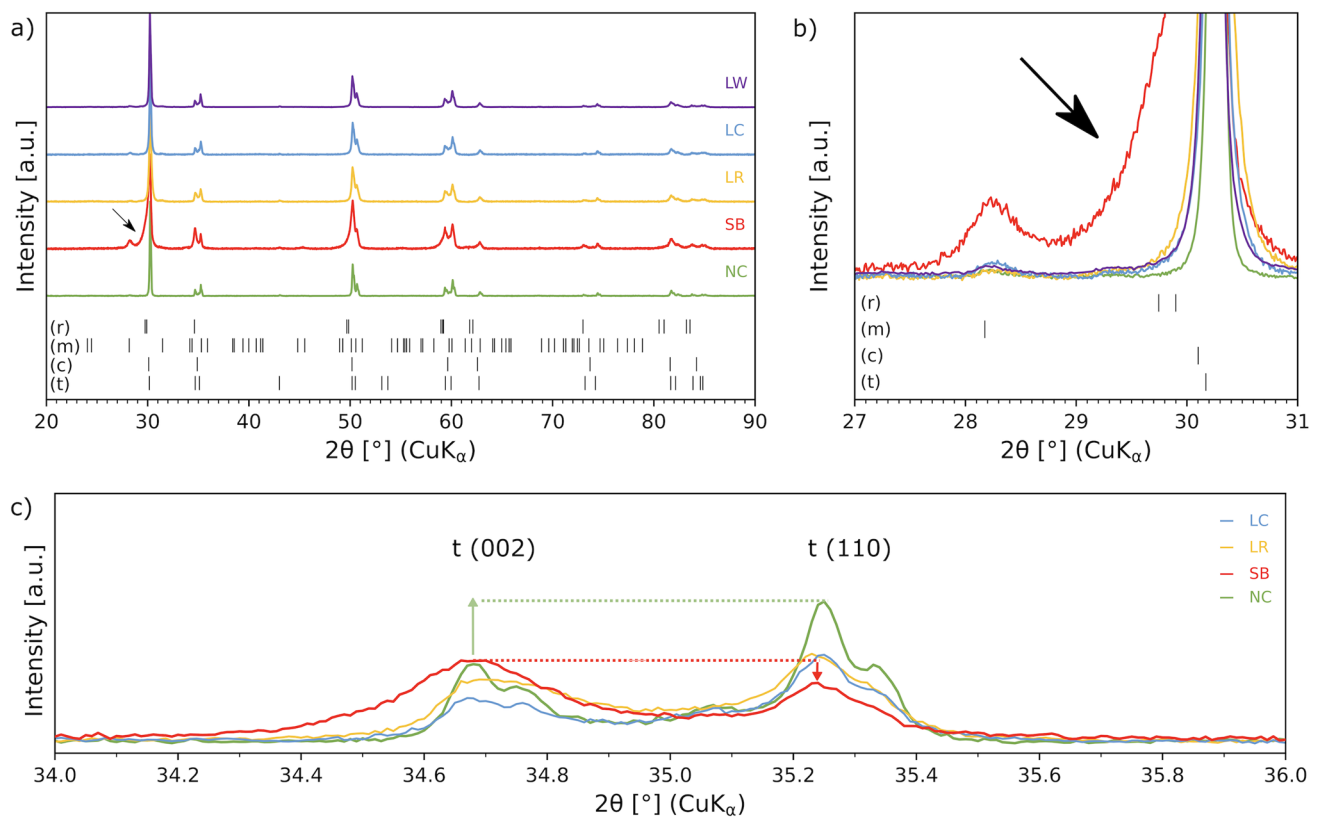 a)
Intensity [a.u.]
LW
LC
LR
SB
NC
(r)
(m)
(c)
(t)
20 30 40 50 60 70 80 90
2θ [°] (CuKα)
b)
Intensity [a.u.]
(r)
(m)
(c)
(t)
27 28 29 30 31
2θ [°] (CuKα)
c)
Intensity [a.u.]
t (002)
t (110)
LC
LR
SB
NC
34.0 34.2 34.4 34.6 34.8 35.0 35.2 35.4 35.6 35.8 36.0
2θ [°] (CuKα)